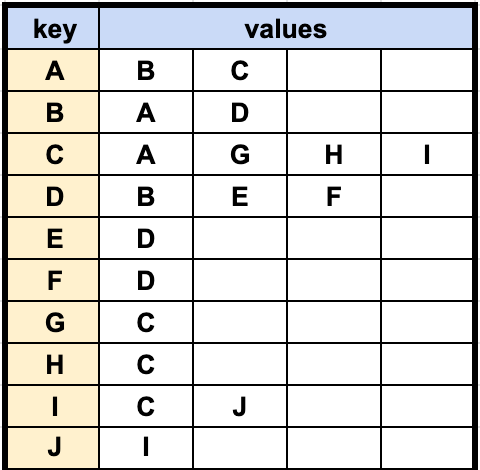 key values
A B C
B A D
C A G H I
D B E F
E D
F D
G C
H C
I C J
J I